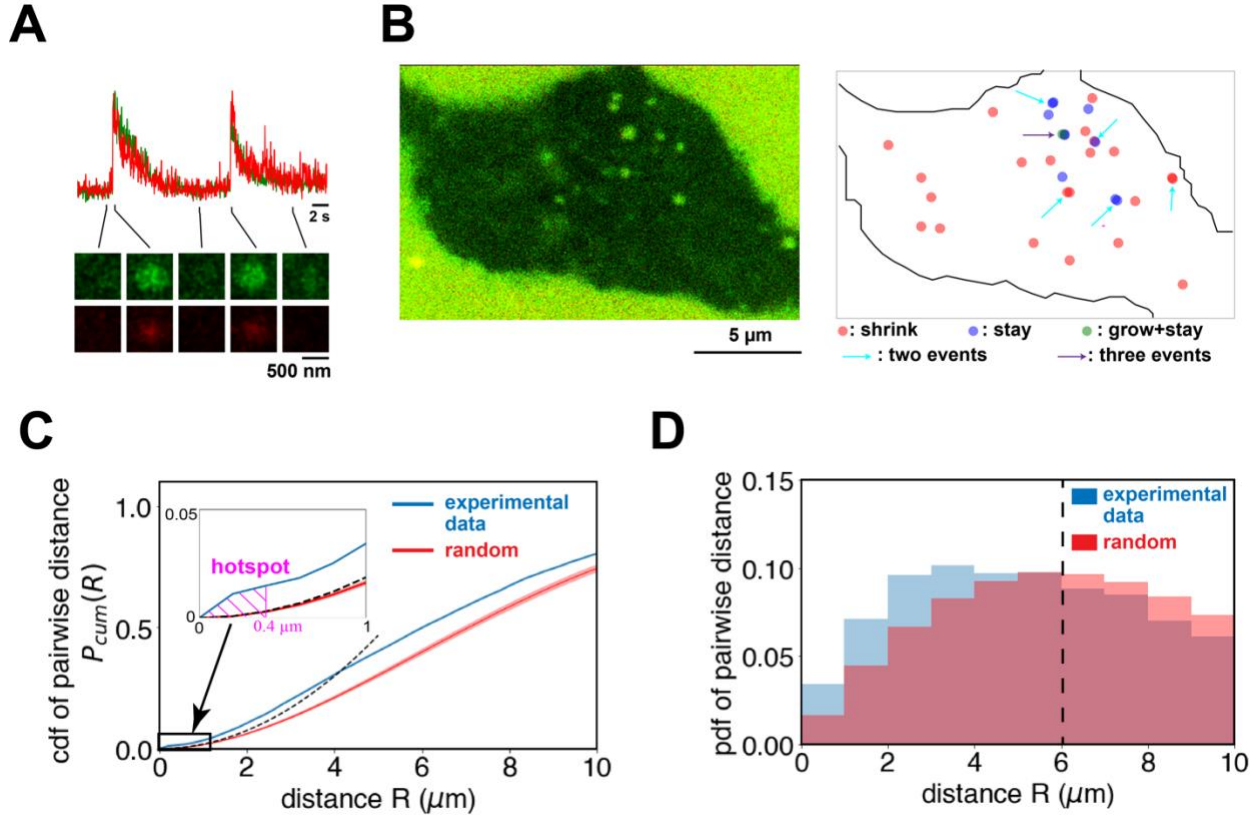 A
B
2 s
500 nm
5 µm
: shrink : stay : grow+stay
: two events : three events
C
D
cdf of pairwise distance
P_cum(R)
1.0
0.5
0.0
0 2 4 6 8 10
distance R (µm)
experimental
data
random
0.05
hotspot
0
0 0.4 µm 1
pdf of pairwise distance
0.15
0.10
0.05
0.00
0 2 4 6 8 10
distance R (µm)
experimental
data
random